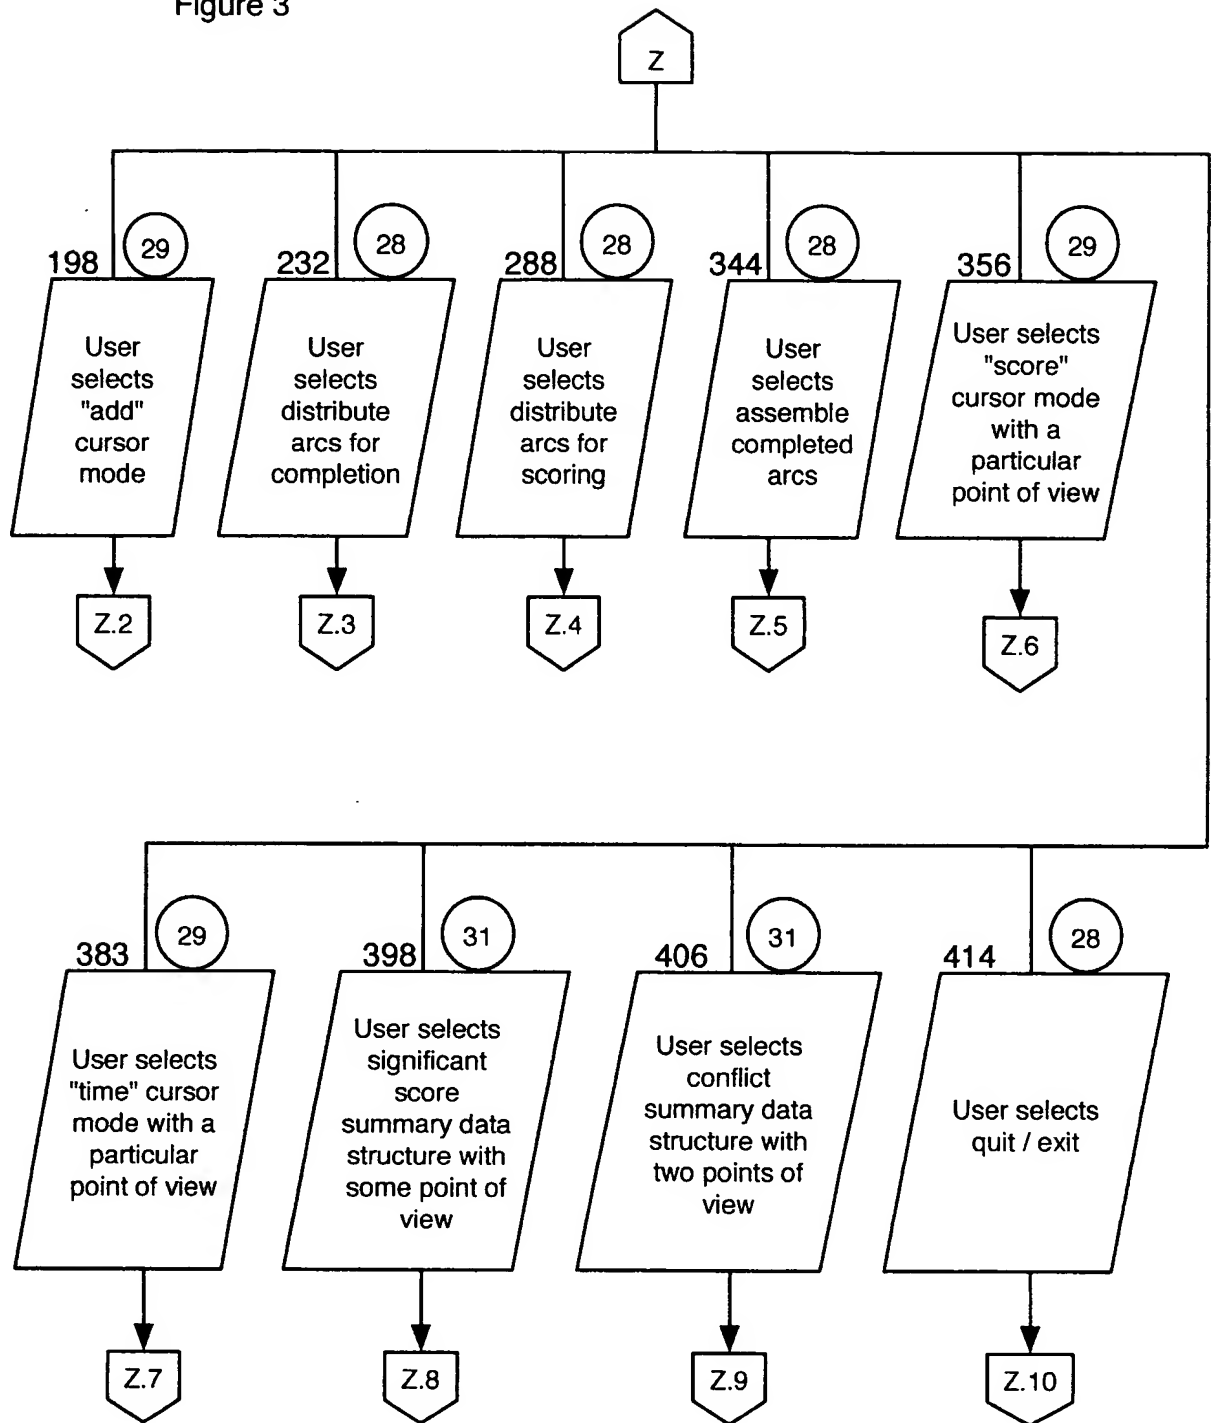 Figure 3
Z
198
29
User
selects
"add"
cursor
mode
Z.2
232
28
User
selects
distribute
arcs for
completion
Z.3
288
28
User
selects
distribute
arcs for
scoring
Z.4
344
28
User
selects
assemble
completed
arcs
Z.5
356
29
User selects
"score"
cursor mode
with a
particular
point of view
Z.6
383
29
User selects
"time" cursor
mode with a
particular
point of view
Z.7
398
31
User selects
significant
score
summary data
structure with
some point of
view
Z.8
406
31
User selects
conflict
summary data
structure with
two points of
view
Z.9
414
28
User selects
quit / exit
Z.10